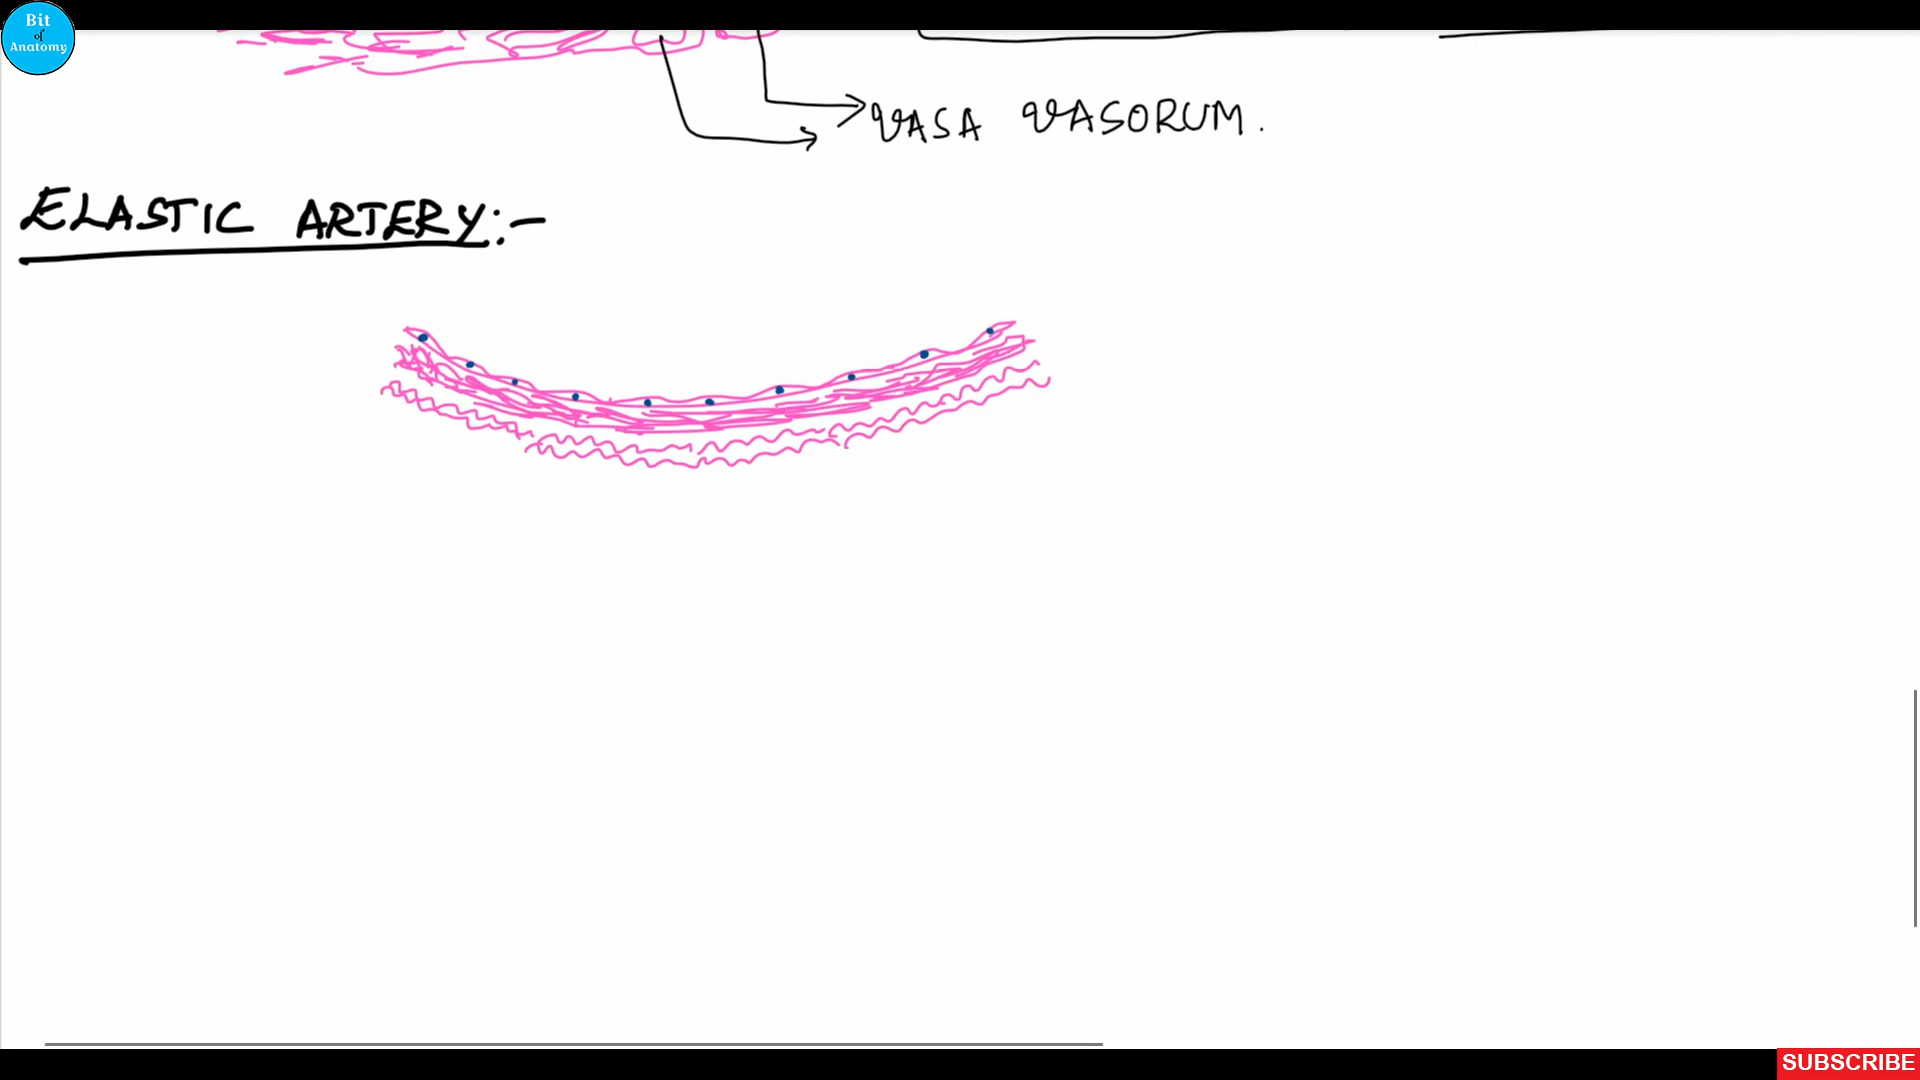 Bit
of
Anatomy
VASA VASORUM.
ELASTIC ARTERY:-
SUBSCRIBE